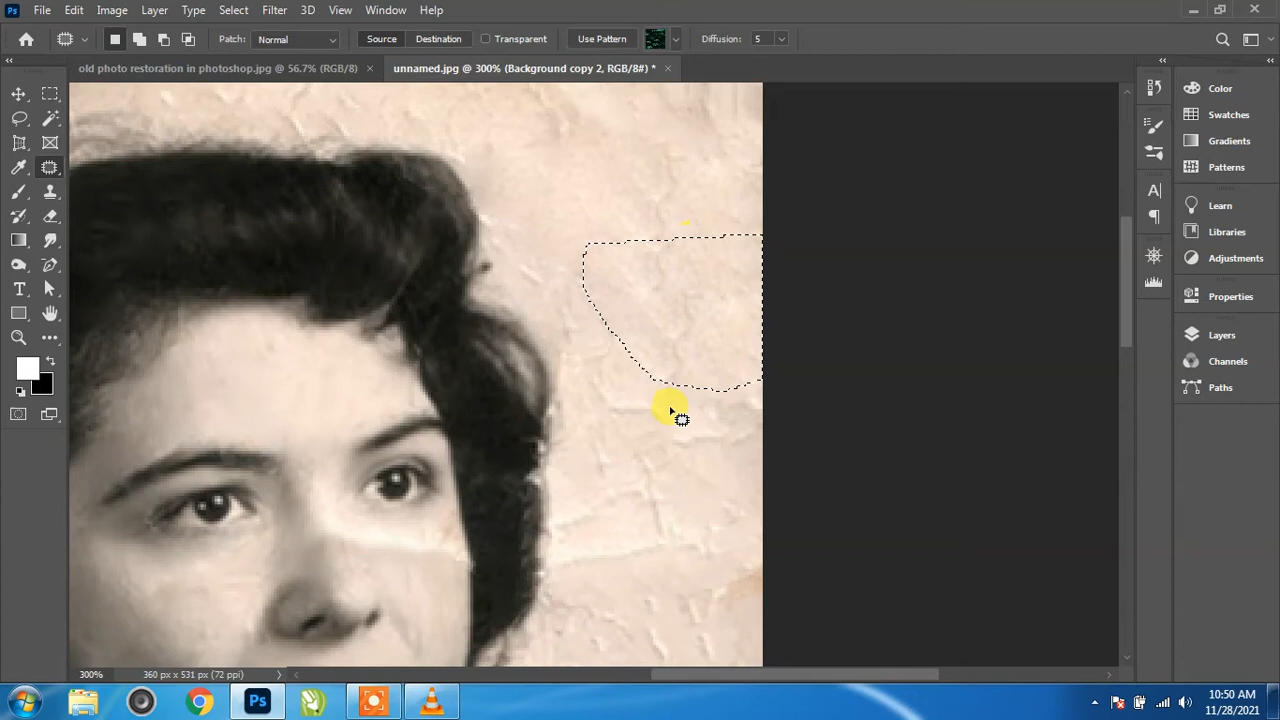 Ps File Edit Image Layer Type Select Filter 3D View Window Help
Patch: Normal Source Destination Transparent Use Pattern Diffusion: 5
old photo restoration in photoshop.jpg @ 56.7% (RGB/8) × unnamed.jpg @ 300% (Background copy 2, RGB/8#) * ×
Color
Swatches
Gradients
Patterns
Learn
Libraries
Adjustments
Properties
Layers
Channels
Paths
300% 360 px x 531 px (72 ppi)
Ps
10:50 AM
11/28/2021